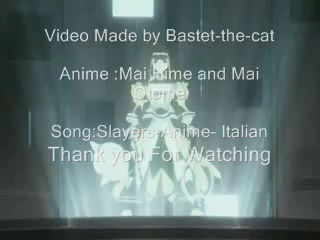 Video Made by Bastet-the-cat
Anime :Mai Hime and Mai
Otome
Song:Slayers-Anime- Italian
Thank you For Watching